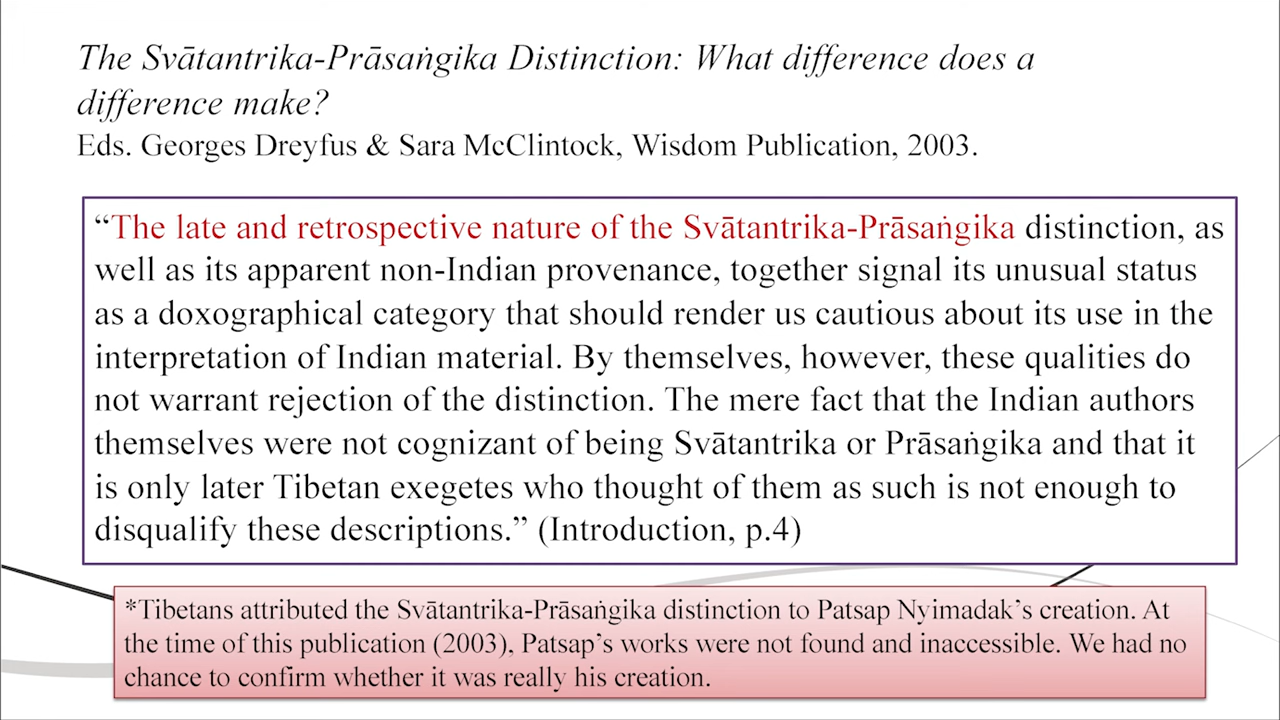 The Svātantrika-Prāsaṅgika Distinction: What difference does a
difference make?
Eds. Georges Dreyfus & Sara McClintock, Wisdom Publication, 2003.
“The late and retrospective nature of the Svātantrika-Prāsaṅgika distinction, as
well as its apparent non-Indian provenance, together signal its unusual status
as a doxographical category that should render us cautious about its use in the
interpretation of Indian material. By themselves, however, these qualities do
not warrant rejection of the distinction. The mere fact that the Indian authors
themselves were not cognizant of being Svātantrika or Prāsaṅgika and that it
is only later Tibetan exegetes who thought of them as such is not enough to
disqualify these descriptions.” (Introduction, p.4)
*Tibetans attributed the Svātantrika-Prāsaṅgika distinction to Patsap Nyimadak’s creation. At
the time of this publication (2003), Patsap’s works were not found and inaccessible. We had no
chance to confirm whether it was really his creation.